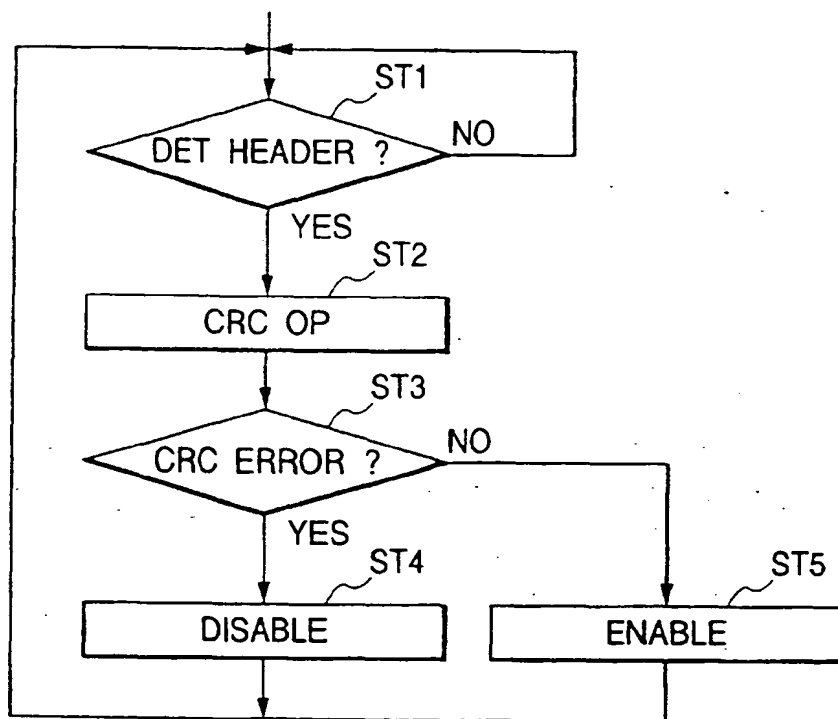 ST1
DET HEADER ?
NO
YES
ST2
CRC OP
ST3
CRC ERROR ?
NO
YES
ST4
DISABLE
ST5
ENABLE